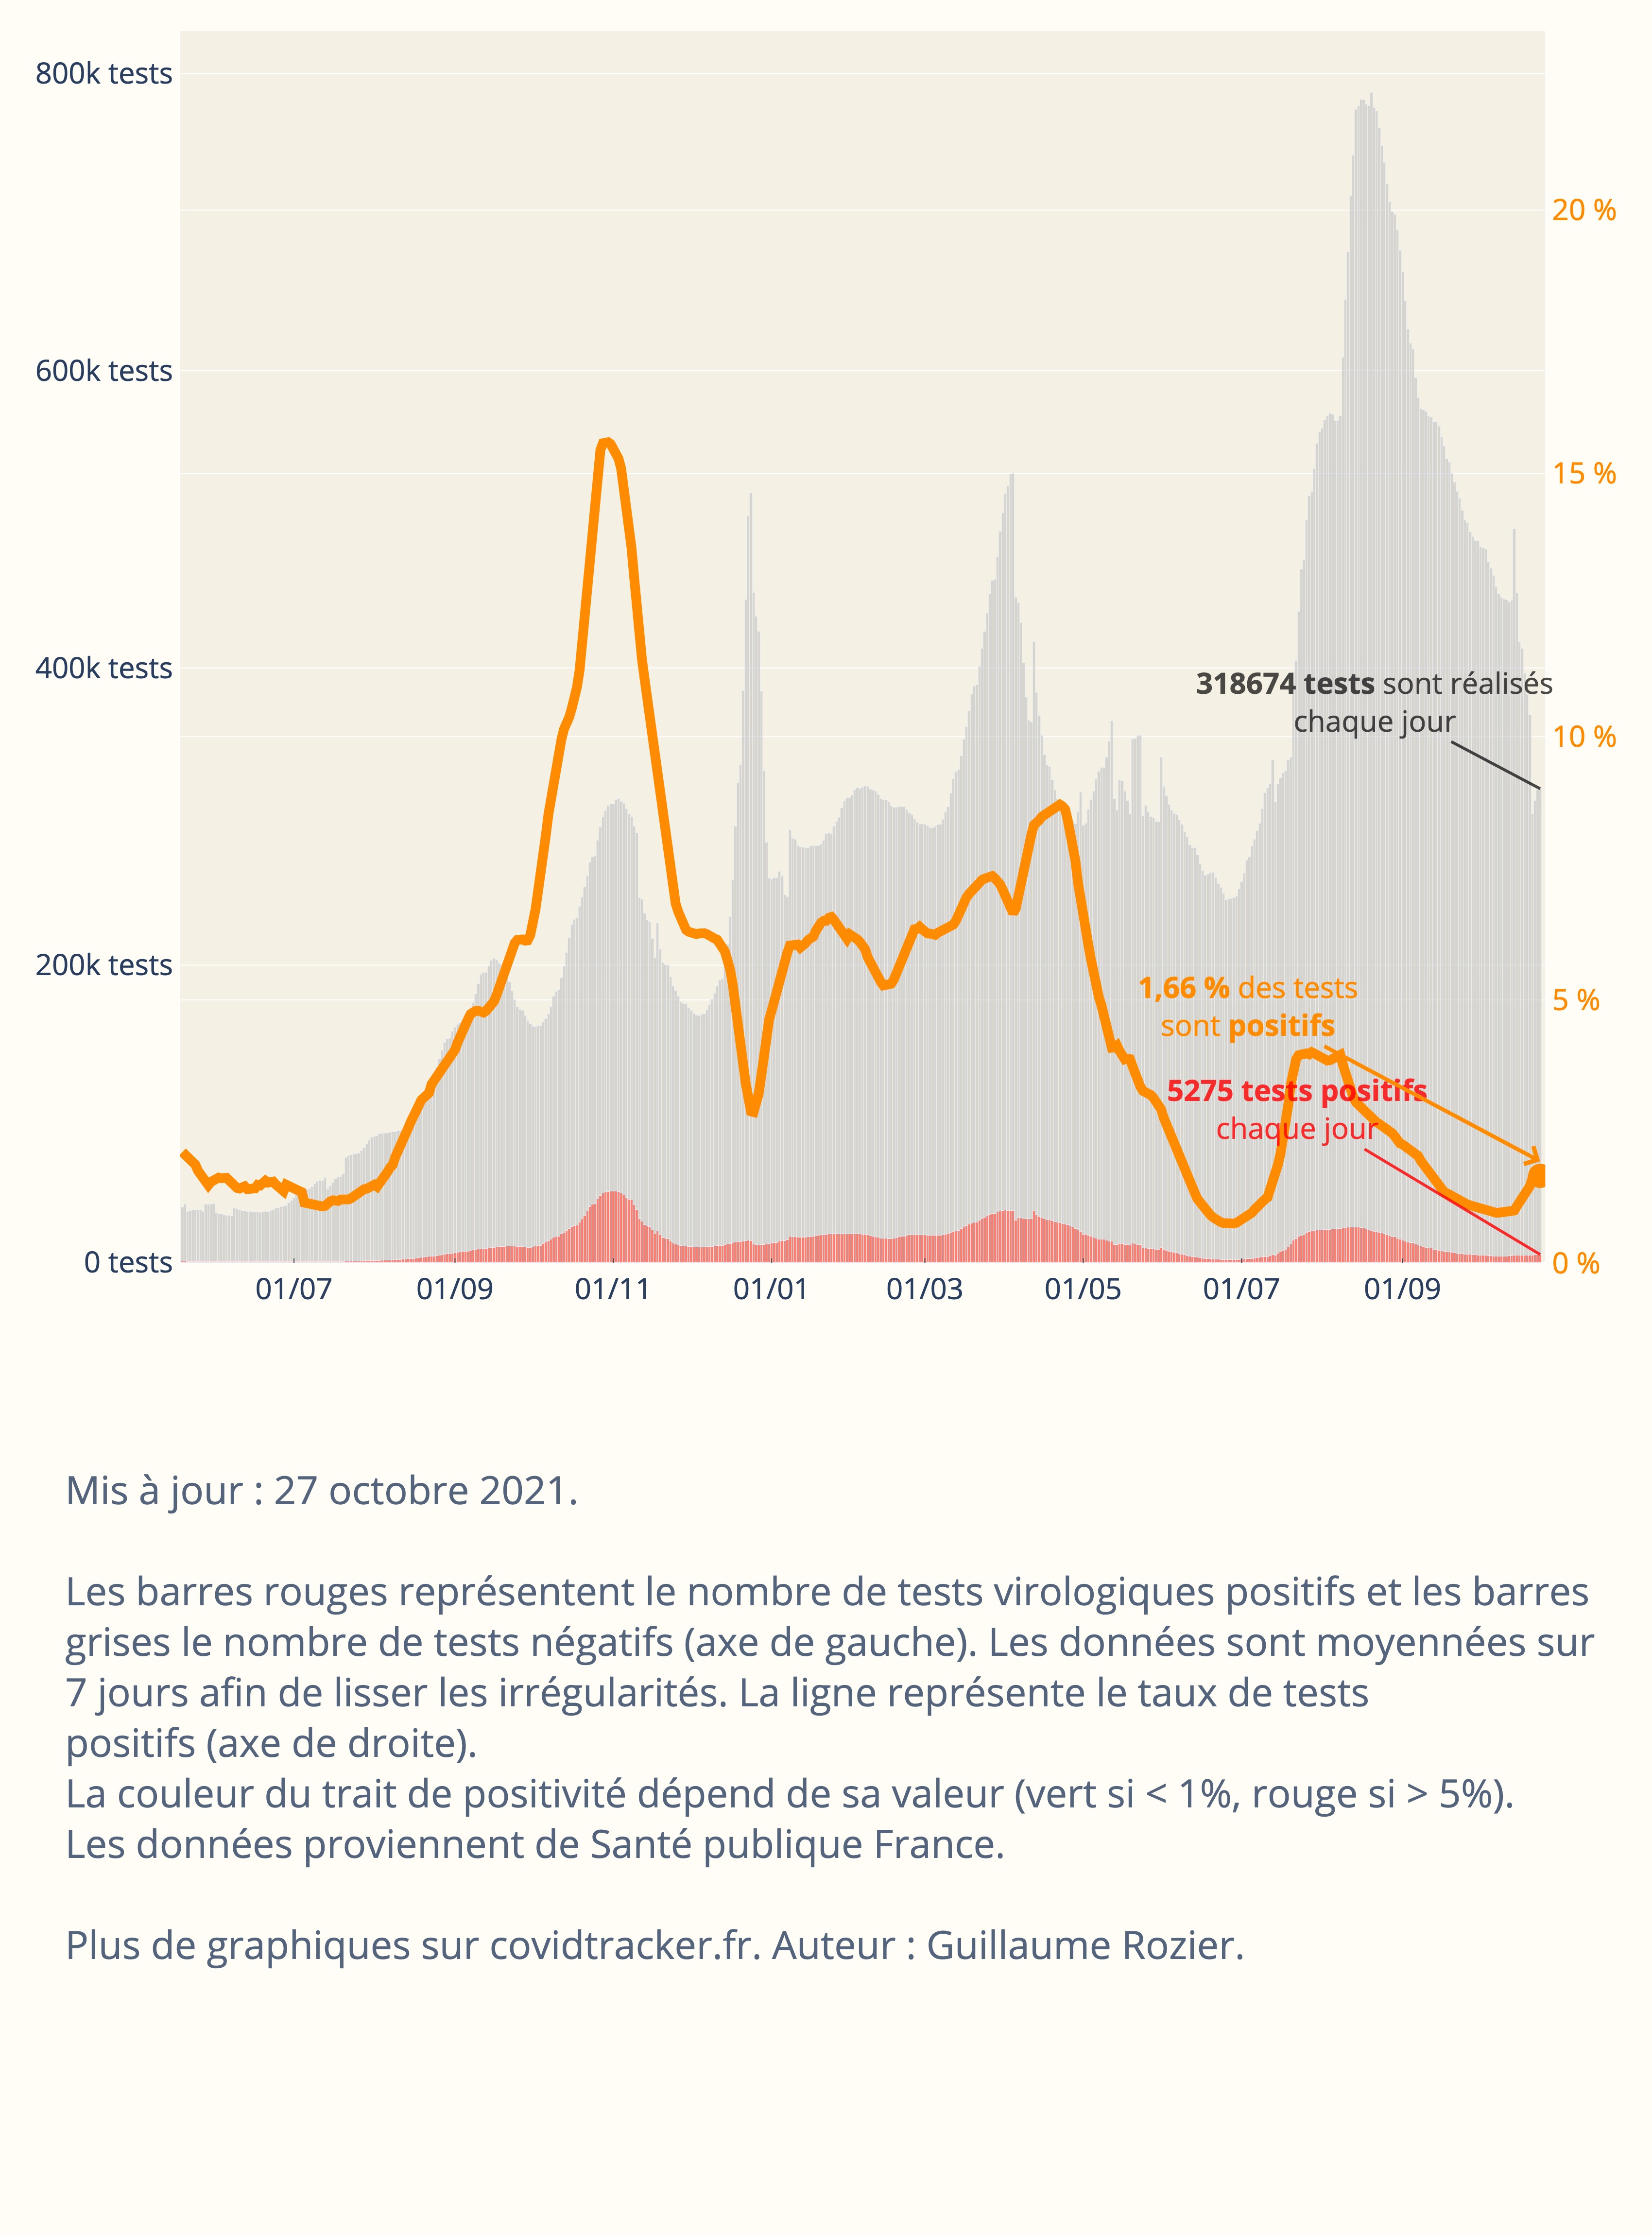 800k tests
20 %
600k tests
15 %
400k tests
318674 tests sont réalisés
chaque jour
10 %
200k tests
1,66 % des tests
sont positifs
5 %
5275 tests positifs
chaque jour
0 tests
0 %
01/07 01/09 01/11 01/01 01/03 01/05 01/07 01/09
Mis à jour : 27 octobre 2021.
Les barres rouges représentent le nombre de tests virologiques positifs et les barres
grises le nombre de tests négatifs (axe de gauche). Les données sont moyennées sur
7 jours afin de lisser les irrégularités. La ligne représente le taux de tests
positifs (axe de droite).
La couleur du trait de positivité dépend de sa valeur (vert si < 1%, rouge si > 5%).
Les données proviennent de Santé publique France.
Plus de graphiques sur covidtracker.fr. Auteur : Guillaume Rozier.